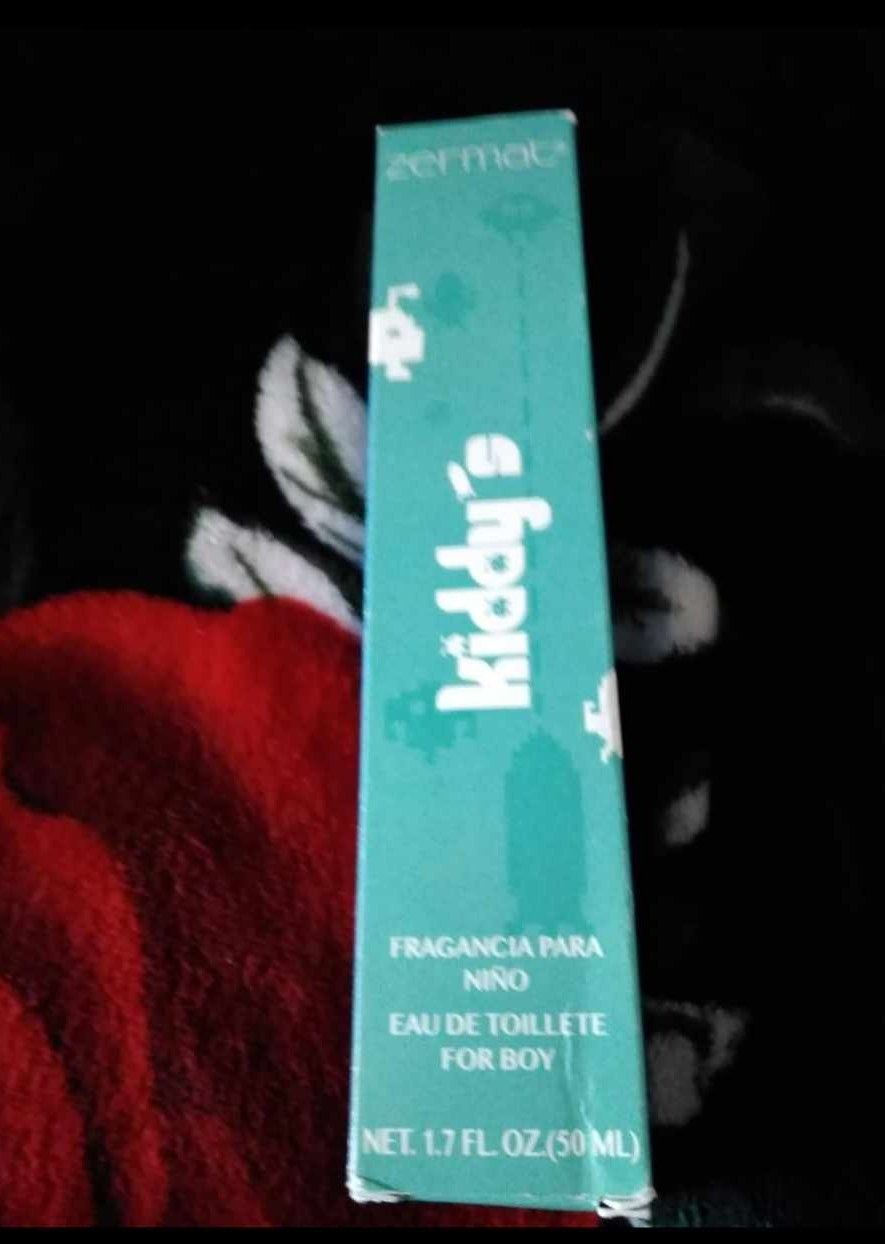 zermat
kiddy's
FRAGANCIA PARA
NIÑO
EAU DE TOILLETE
FOR BOY
NET. 1.7 FL. OZ.(50 ML)